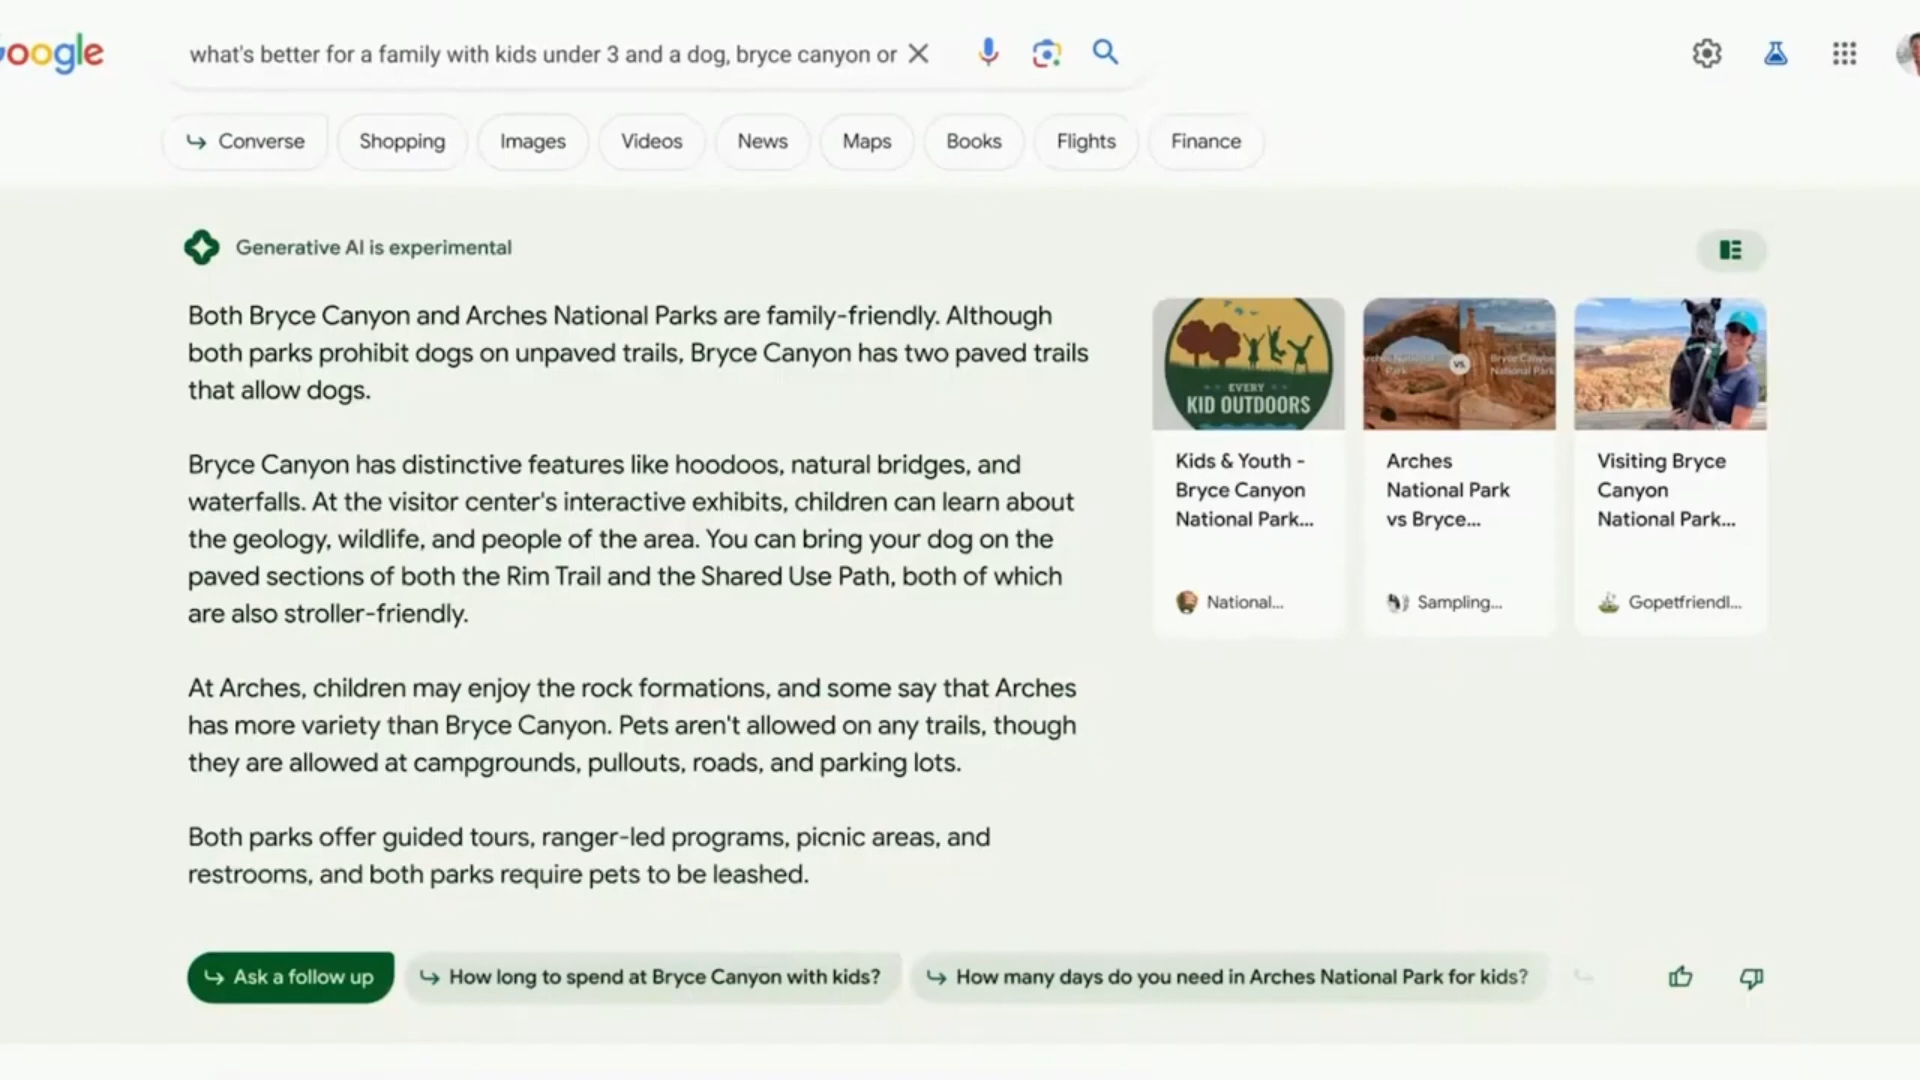 oogle
what's better for a family with kids under 3 and a dog, bryce canyon or
Converse
Shopping
Images
Videos
News
Maps
Books
Flights
Finance
Generative AI is experimental
Both Bryce Canyon and Arches National Parks are family-friendly. Although
both parks prohibit dogs on unpaved trails, Bryce Canyon has two paved trails
that allow dogs.
Bryce Canyon has distinctive features like hoodoos, natural bridges, and
waterfalls. At the visitor center's interactive exhibits, children can learn about
the geology, wildlife, and people of the area. You can bring your dog on the
paved sections of both the Rim Trail and the Shared Use Path, both of which
are also stroller-friendly.
At Arches, children may enjoy the rock formations, and some say that Arches
has more variety than Bryce Canyon. Pets aren't allowed on any trails, though
they are allowed at campgrounds, pullouts, roads, and parking lots.
Both parks offer guided tours, ranger-led programs, picnic areas, and
restrooms, and both parks require pets to be leashed.
EVERY
KID OUTDOORS
Kids & Youth -
Bryce Canyon
National Park...
National...
Arches National
Park
VS
Bryce Canyon
National Park
Arches
National Park
vs Bryce...
Sampling...
Visiting Bryce
Canyon
National Park...
Gopetfriendl...
Ask a follow up
How long to spend at Bryce Canyon with kids?
How many days do you need in Arches National Park for kids?